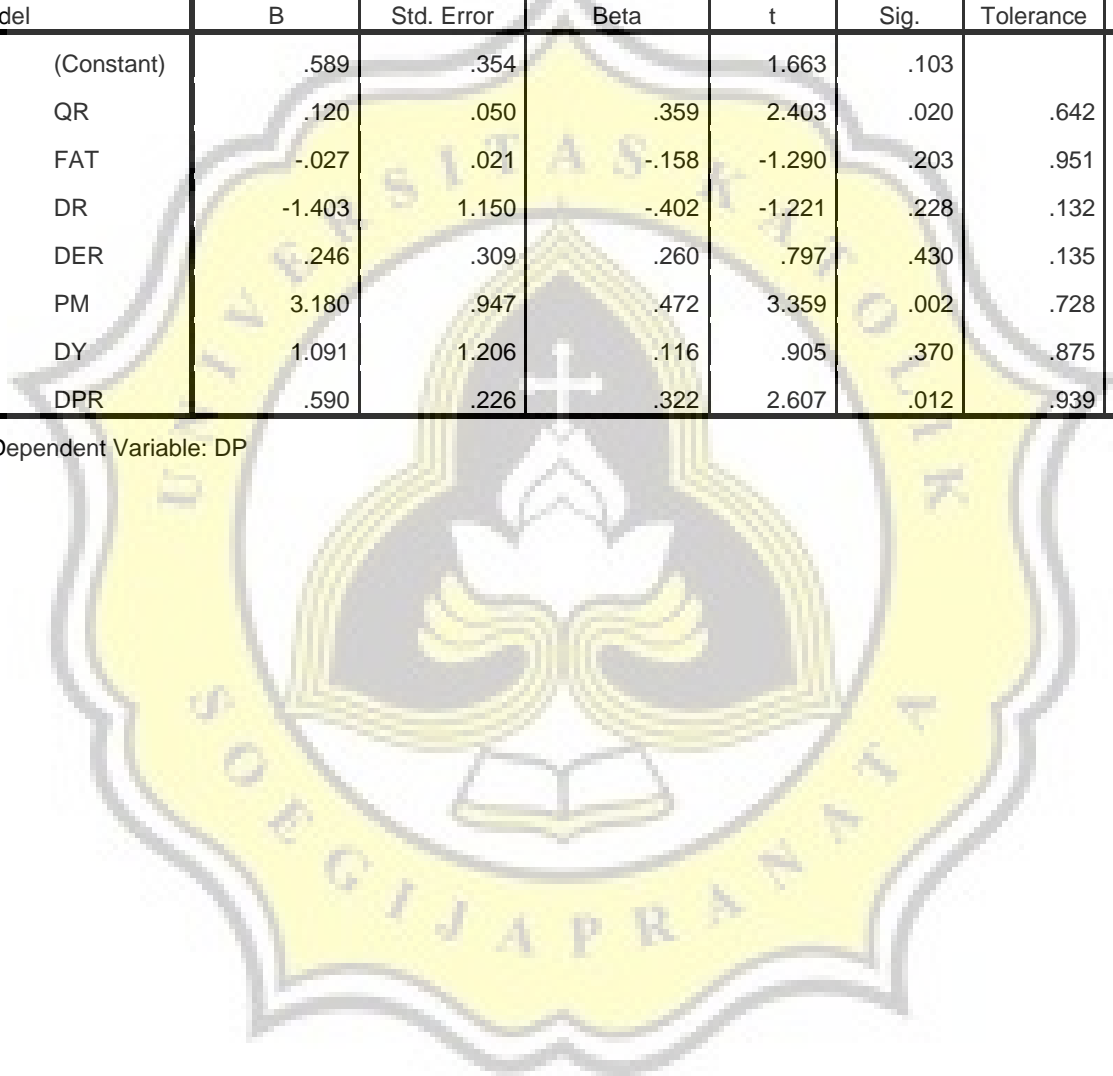 del B Std. Error Beta t Sig. Tolerance
(Constant) .589 .354 1.663 .103
QR .120 .050 .359 2.403 .020 .642
FAT -.027 .021 -.158 -1.290 .203 .951
DR -1.403 1.150 -.402 -1.221 .228 .132
DER .246 .309 .260 .797 .430 .135
PM 3.180 .947 .472 3.359 .002 .728
DY 1.091 1.206 .116 .905 .370 .875
DPR .590 .226 .322 2.607 .012 .939
Dependent Variable: DP
UNIVERSITAS KATOLIK
SOEGIJAPRANATA